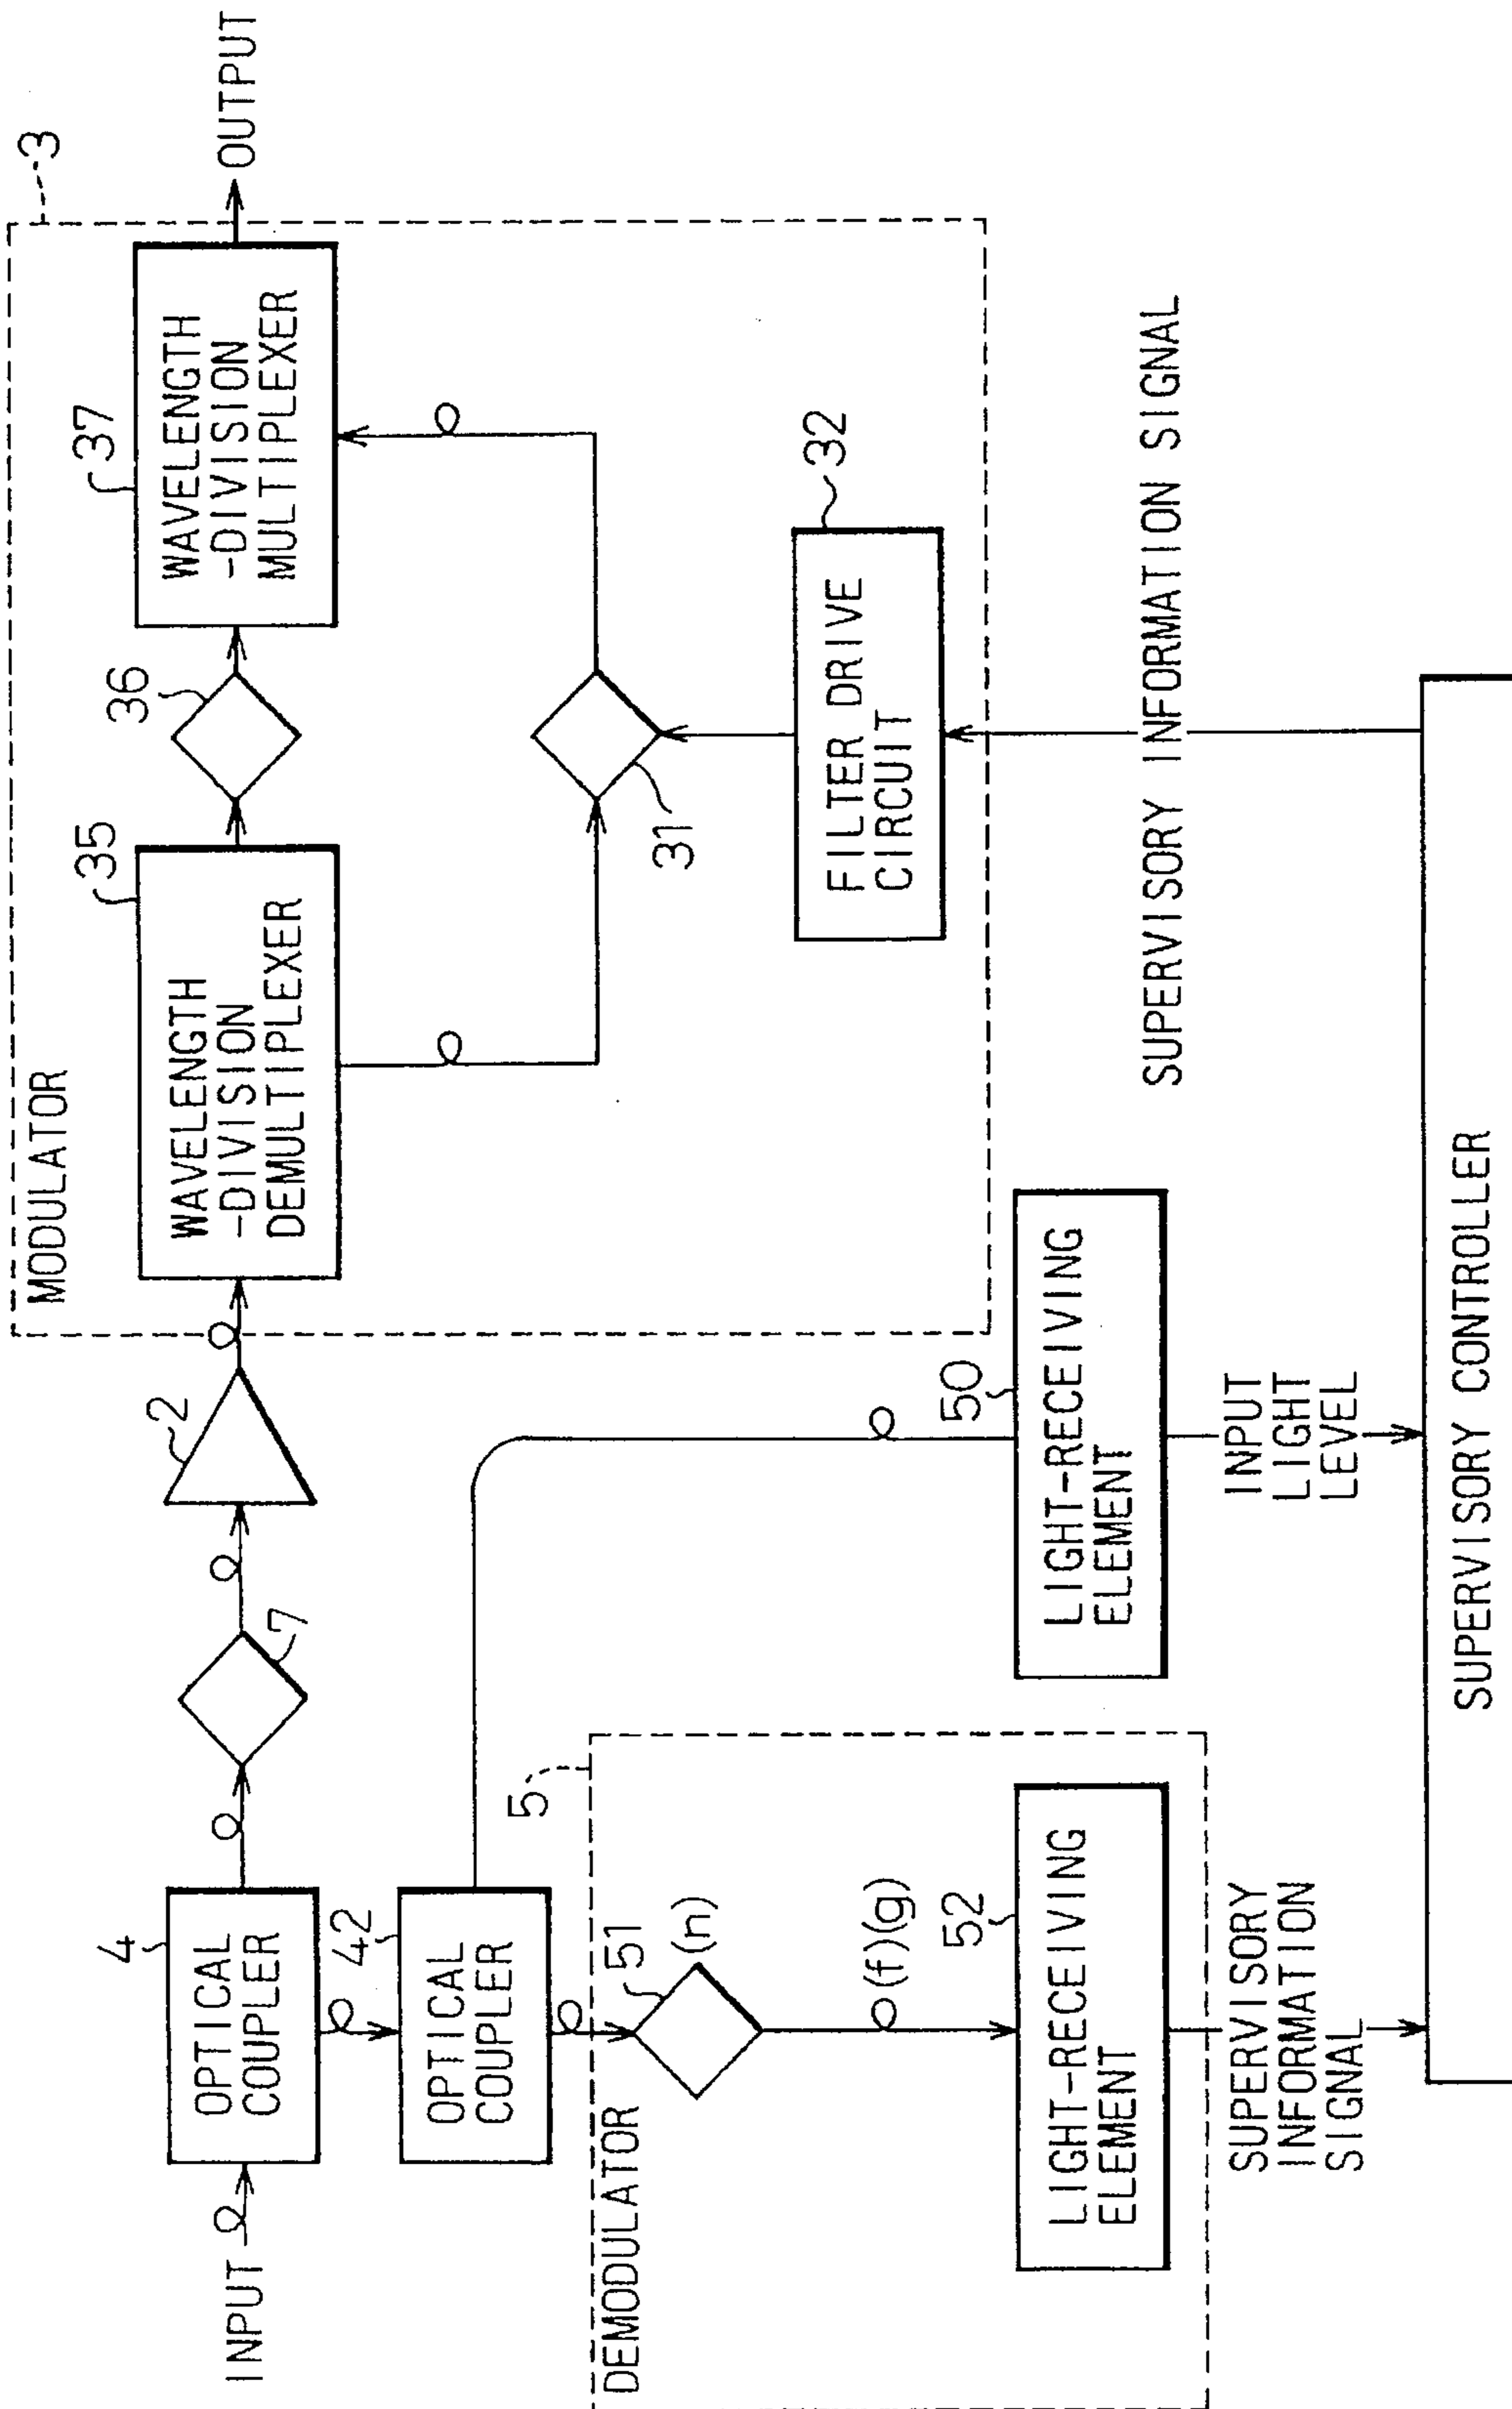 INPUT
OPTICAL
COUPLER
4
7
2
MODULATOR
3
WAVELENGTH
-DIVISION
DEMULTIPLEXER
35
36
WAVELENGTH
-DIVISION
MULTIPLEXER
37
OUTPUT
31
FILTER DRIVE
CIRCUIT
32
OPTICAL
COUPLER
42
DEMODULATOR
5
51
(n)
(f)(g)
LIGHT-RECEIVING
ELEMENT
52
LIGHT-RECEIVING
ELEMENT
50
SUPERVISORY
INFORMATION
SIGNAL
INPUT
LIGHT
LEVEL
SUPERVISORY INFORMATION SIGNAL
SUPERVISORY CONTROLLER